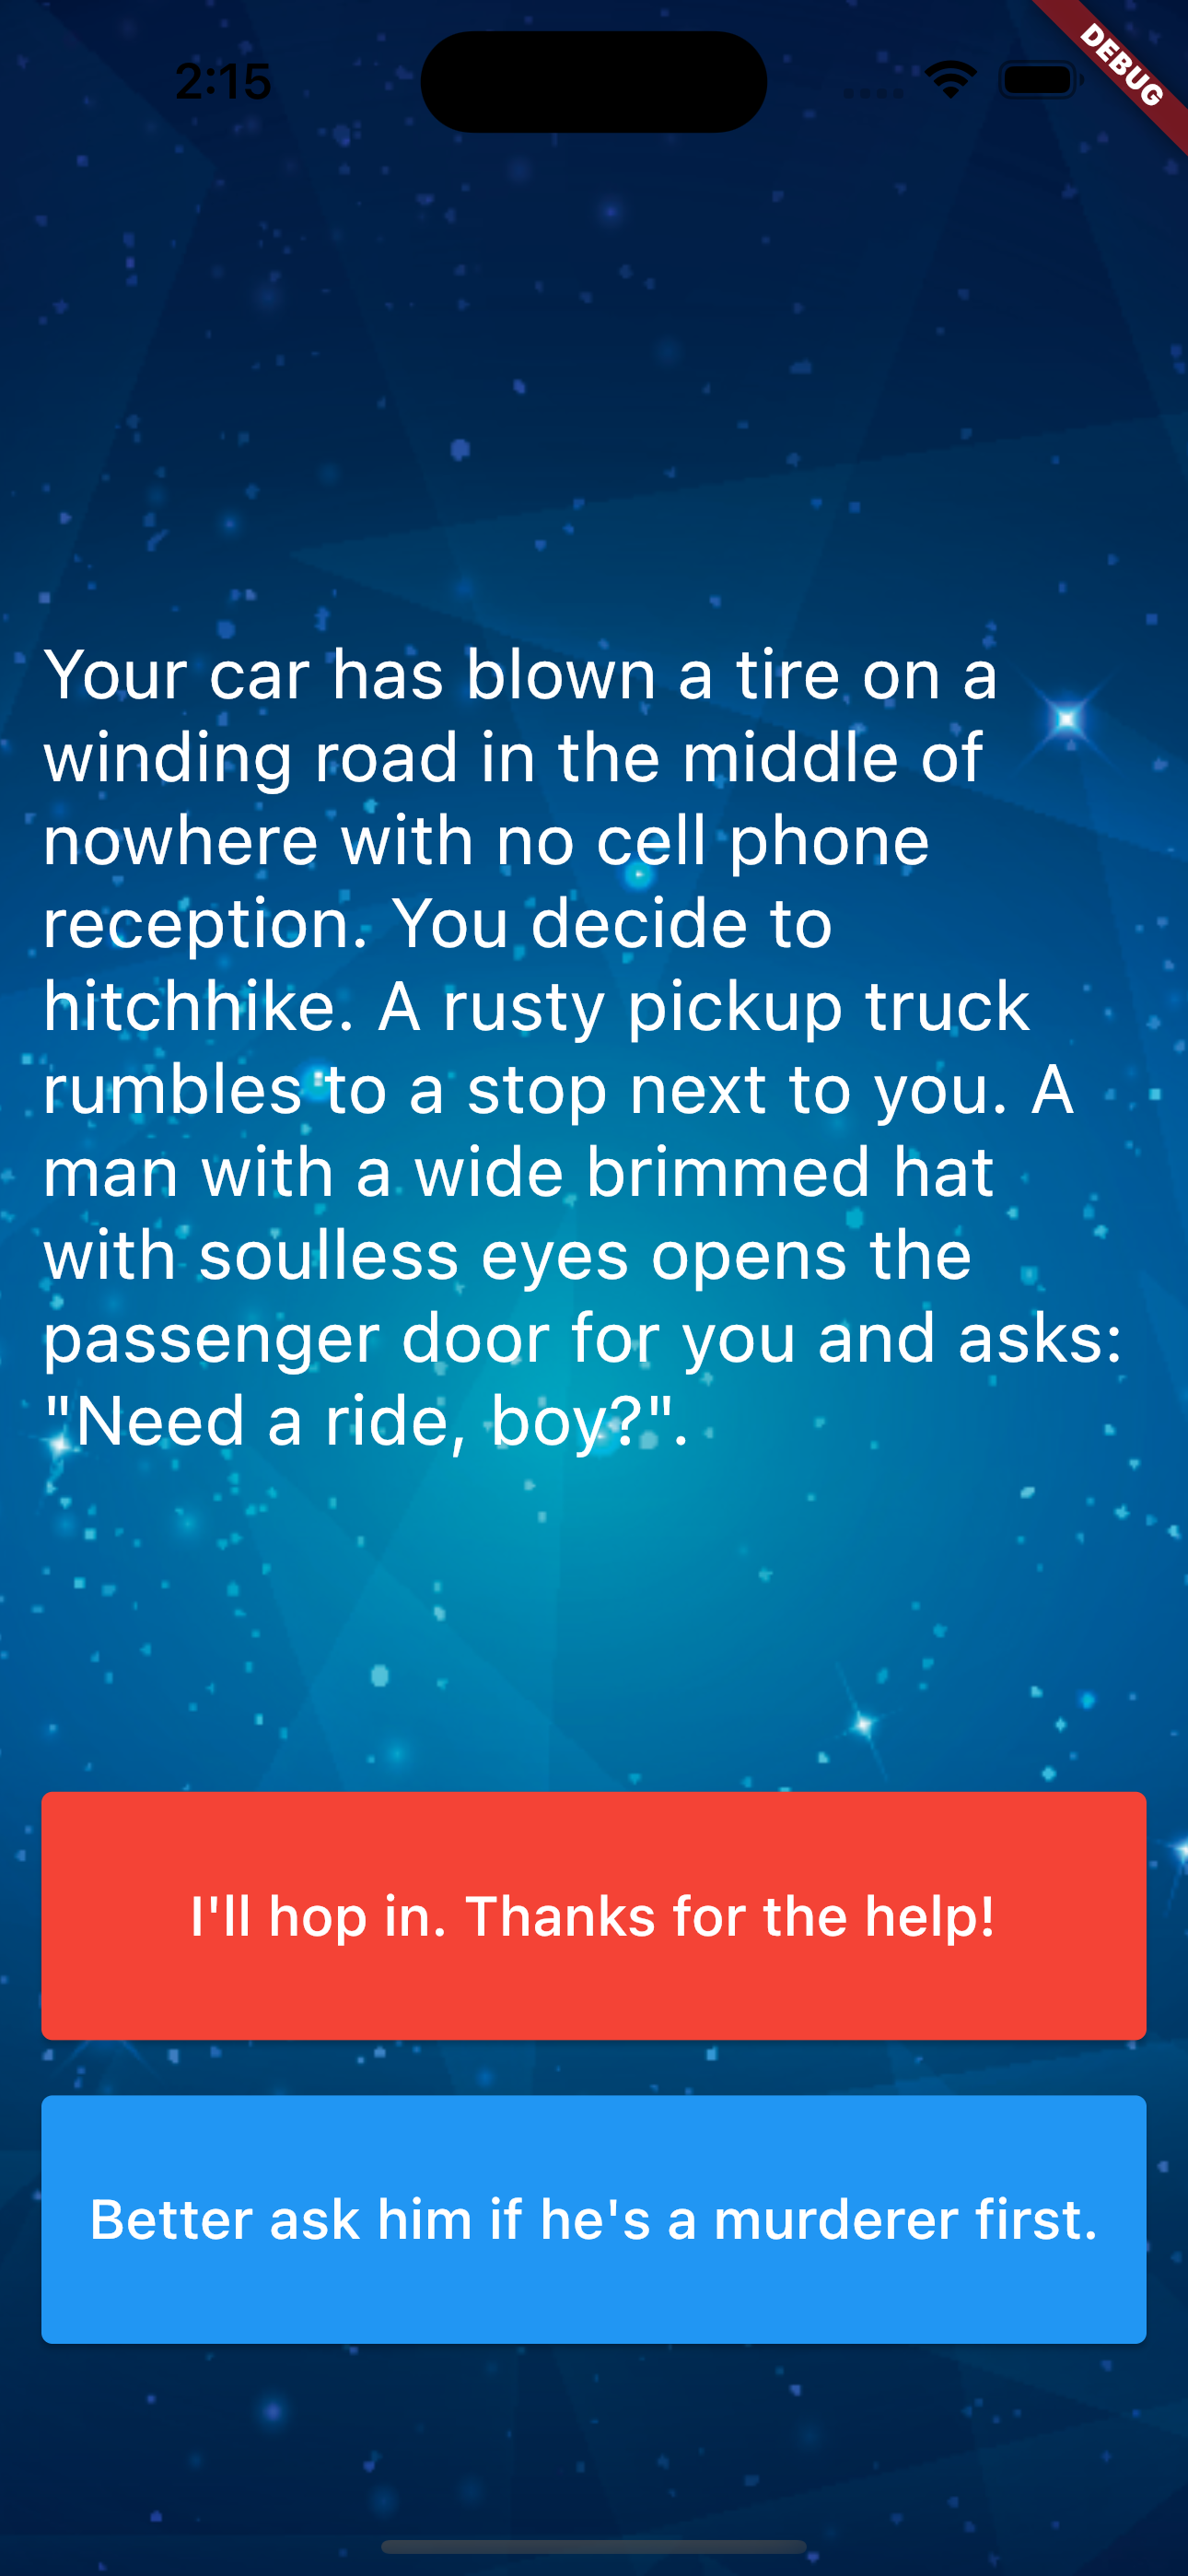 2:15
DEBUG
Your car has blown a tire on a
winding road in the middle of
nowhere with no cell phone
reception. You decide to
hitchhike. A rusty pickup truck
rumbles to a stop next to you. A
man with a wide brimmed hat
with soulless eyes opens the
passenger door for you and asks:
"Need a ride, boy?".
I'll hop in. Thanks for the help!
Better ask him if he's a murderer first.